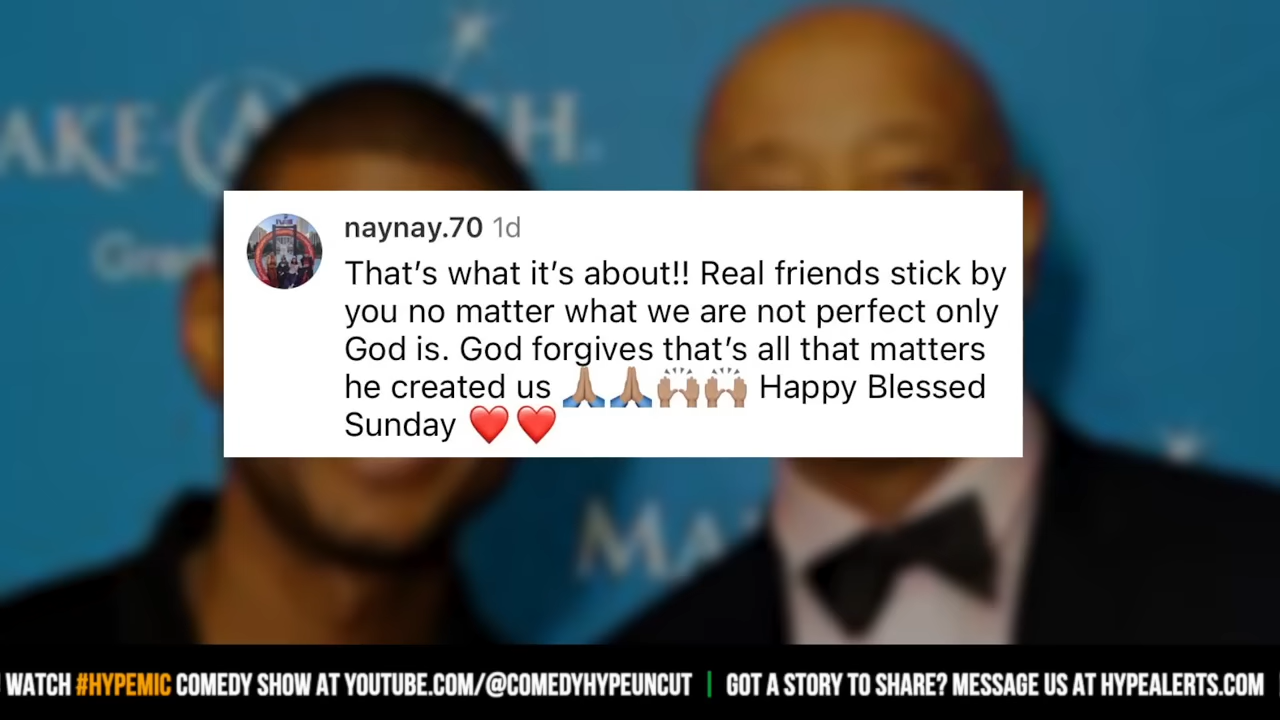 naynay.70 1d
That's what it's about!! Real friends stick by
you no matter what we are not perfect only
God is. God forgives that's all that matters
he created us 🙏🏽🙏🏽🙌🏽🙌🏽 Happy Blessed
Sunday ❤️❤️
WATCH #HYPEMIC COMEDY SHOW AT YOUTUBE.COM/@COMEDYHYPEUNCUT | GOT A STORY TO SHARE? MESSAGE US AT HYPEALERTS.COM